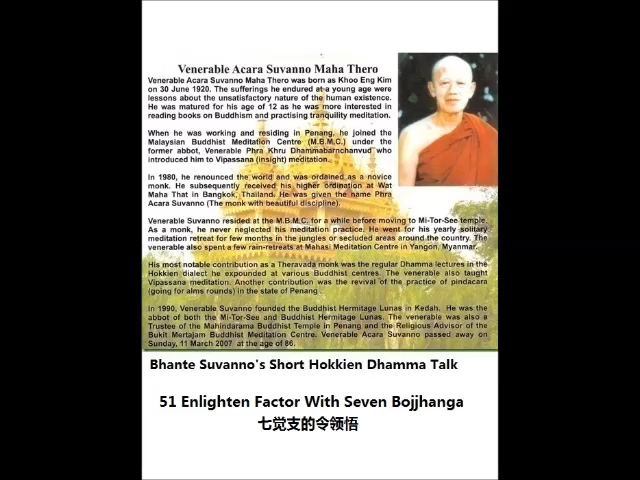 Venerable Acara Suvanno Maha Thero
Venerable Acara Suvanno Maha Thero was born as Khoo Eng Kim
on 30 June 1920. The sufferings he endured at a young age were
lessons about the unsatisfactory nature of the human existence.
He was matured for his age of 12 as he was more interested in
reading books on Buddhism and practising tranquility meditation.
When he was working and residing in Penang, he joined the
Malaysian Buddhist Meditation Centre (M.B.M.C.) under the
former abbot, Venerable Phra Khru Dhammabarnchanvud who
introduced him to Vipassana (insight) meditation.
In 1980, he renounced the world and was ordained as a novice
monk. He subsequently received his higher ordination at Wat
Maha That in Bangkok, Thailand. He was given the name Phra
Acara Suvanno (The monk with beautiful discipline).
Venerable Suvanno resided at the M.B.M.C. for a while before moving to Mi-Tor-See temple.
As a monk, he never neglected his meditation practice. He went for his yearly solitary
meditation retreat for few months in the jungles or secluded areas around the country. The
venerable also spent a few rain-retreats at Mahasi Meditation Centre in Yangon, Myanmar
His most notable contribution as a Theravada monk was the regular Dhamma lectures in the
Hokkien dialect he expounded at various Buddhist centres. The venerable also taught
Vipassana meditation. Another contribution was the revival of the practice of pindacara
(going for alms rounds) in the state of Penang .
In 1990, Venerable Suvanno founded the Buddhist Hermitage Lunas in Kedah. He was the
abbot of both the Mi-Tor-See and Buddhist Hermitage Lunas. The venerable was also a
Trustee of the Mahindarama Buddhist Temple in Penang and the Religious Advisor of the
Bukit Mertajam Buddhist Meditation Centre. Venerable Acara Suvanno passed away on
Sunday, 11 March 2007 at the age of 86.
Bhante Suvanno's Short Hokkien Dhamma Talk
51 Enlighten Factor With Seven Bojjhanga
七觉支的令领悟